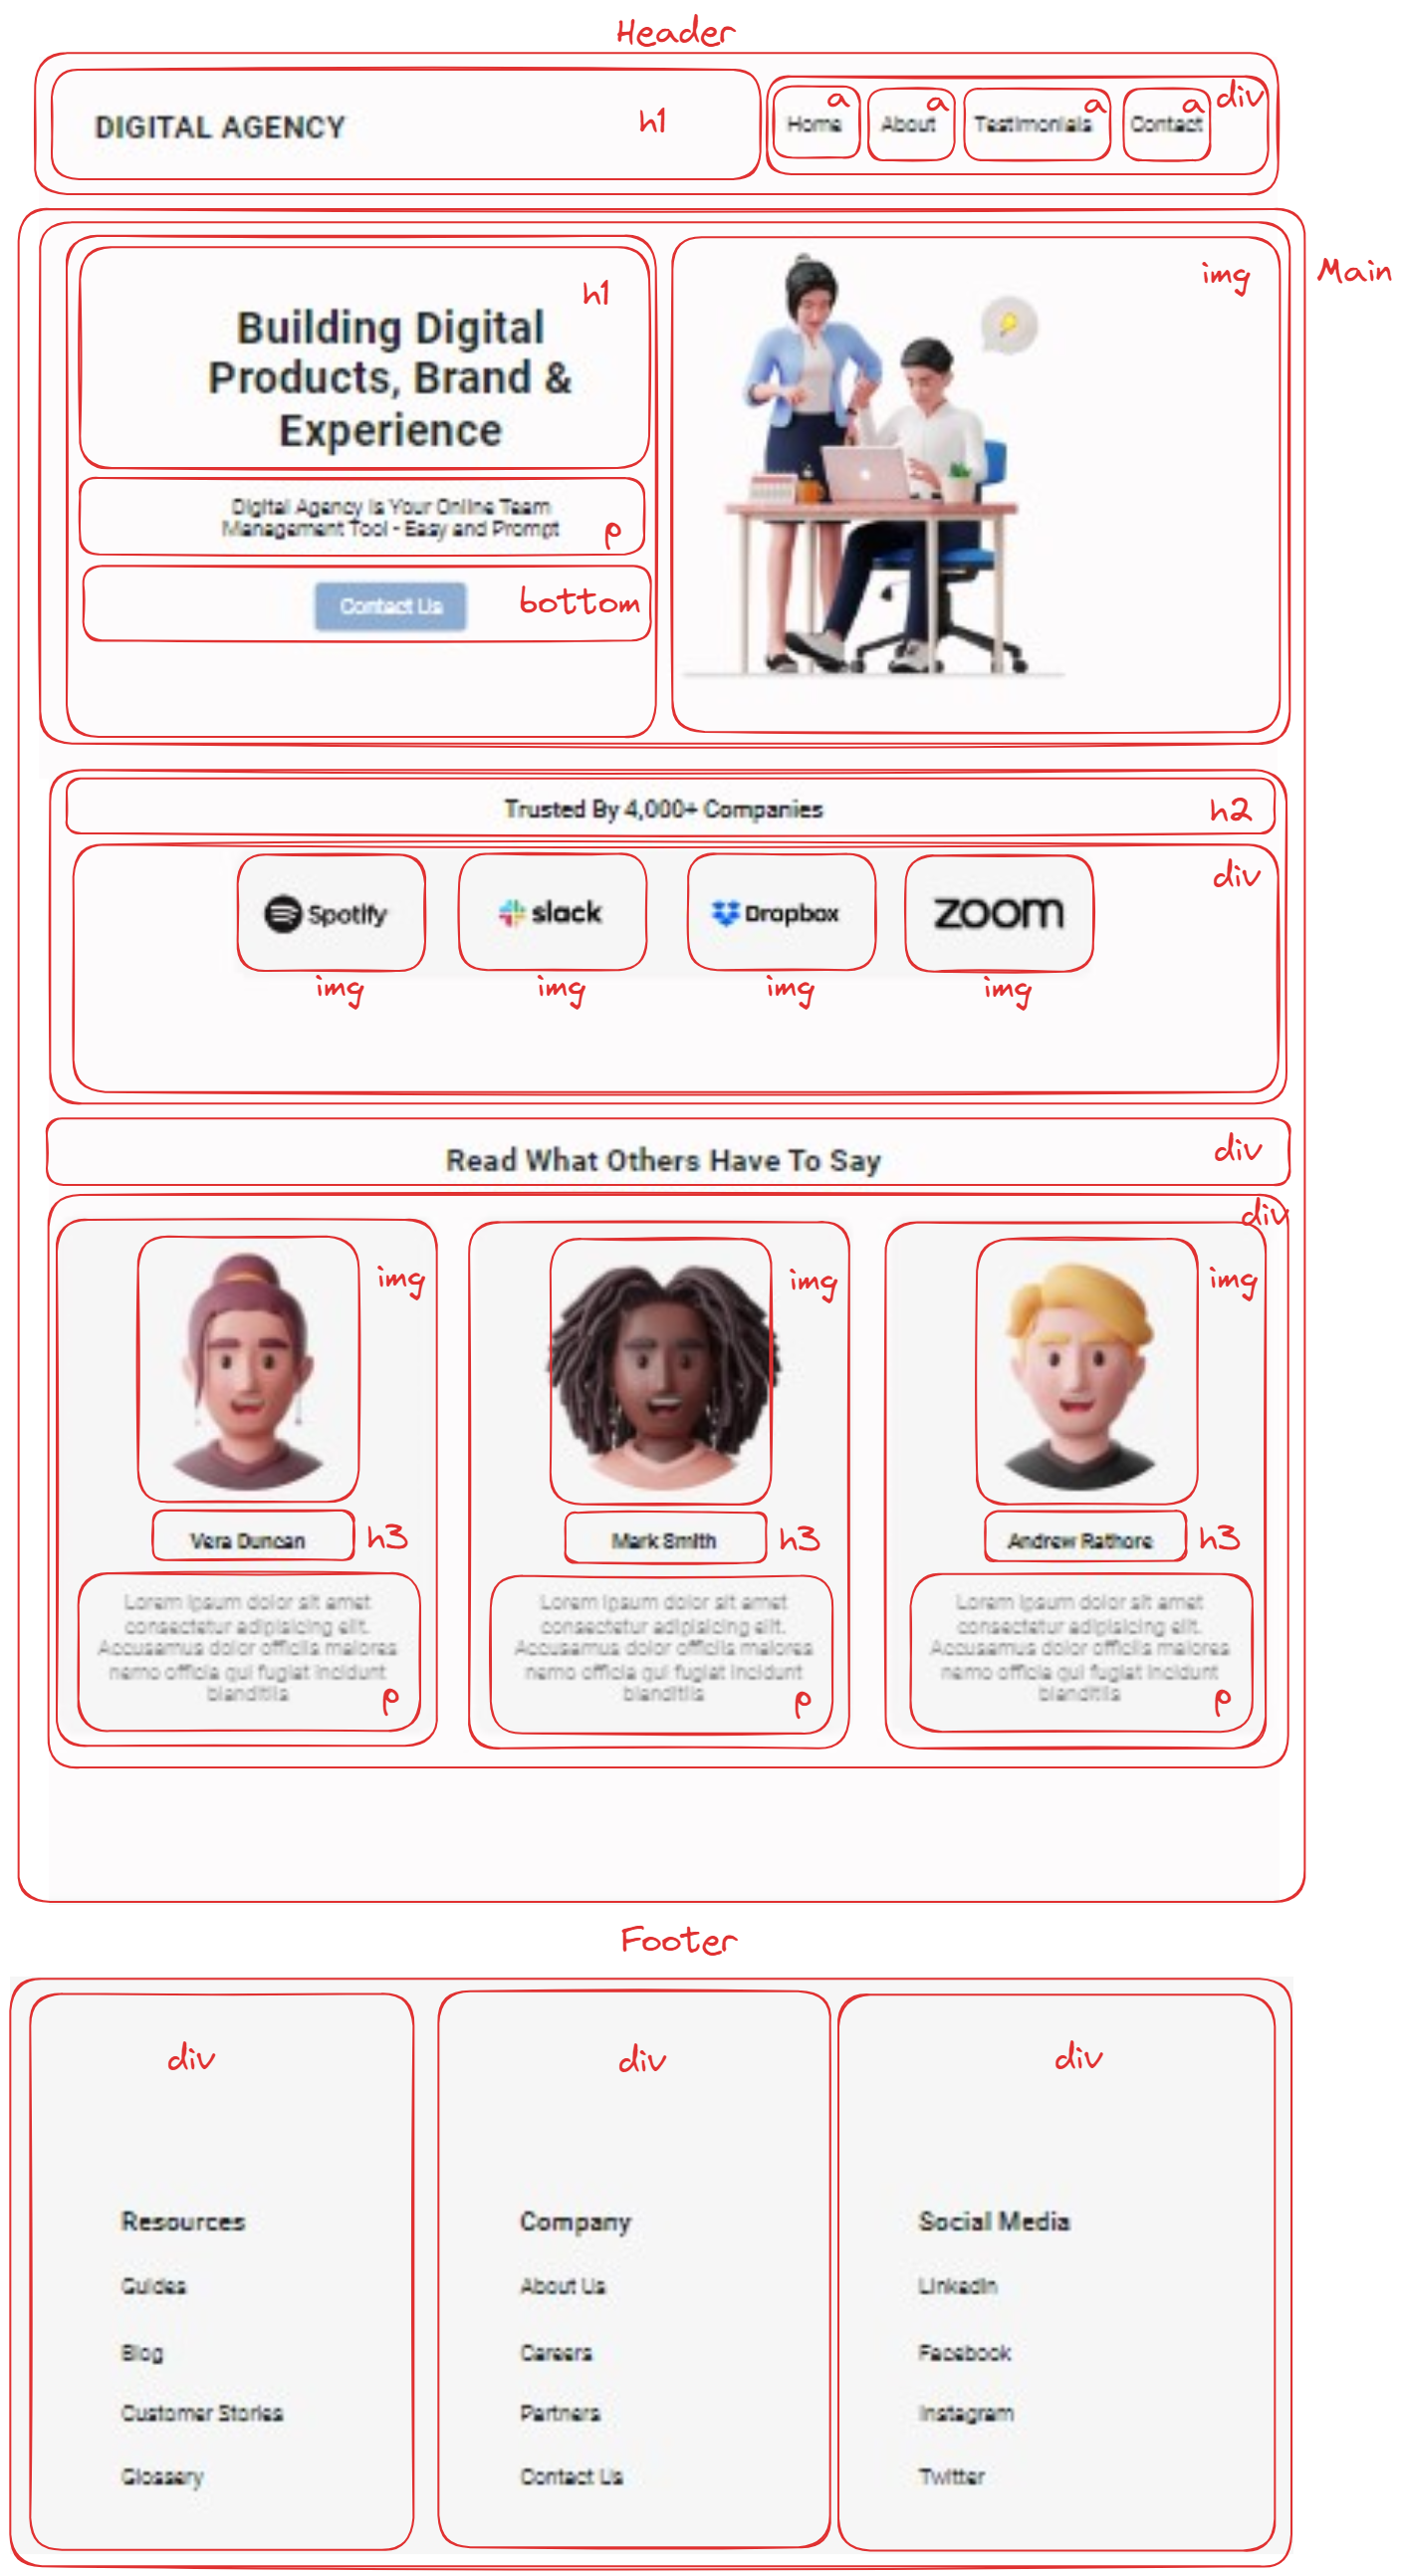 Header
DIGITAL AGENCY
h1
Home a
About a
Testimonials a
Contact a
div
Main
Building Digital
Products, Brand &
Experience
h1
Digital Agency Is Your Online Team
Management Tool - Easy and Prompt
p
Contact Us
bottom
img
Trusted By 4,000+ Companies
h2
div
Spotify
slack
Dropbox
zoom
img
img
img
img
Read What Others Have To Say
div
div
img
Vera Duncan
h3
Lorem ipsum dolor sit amet
consectetur adipisicing elit.
Accusamus dolor officiis maiores
nemo officia qui fugiat incidunt
blanditiis
p
img
Mark Smith
h3
Lorem ipsum dolor sit amet
consectetur adipisicing elit.
Accusamus dolor officiis maiores
nemo officia qui fugiat incidunt
blanditiis
p
img
Andrew Rathore
h3
Lorem ipsum dolor sit amet
consectetur adipisicing elit.
Accusamus dolor officiis maiores
nemo officia qui fugiat incidunt
blanditiis
p
Footer
div
Resources
Guides
Blog
Customer Stories
Glossery
div
Company
About Us
Careers
Partners
Contact Us
div
Social Media
LinkedIn
Facebook
Instagram
Twitter